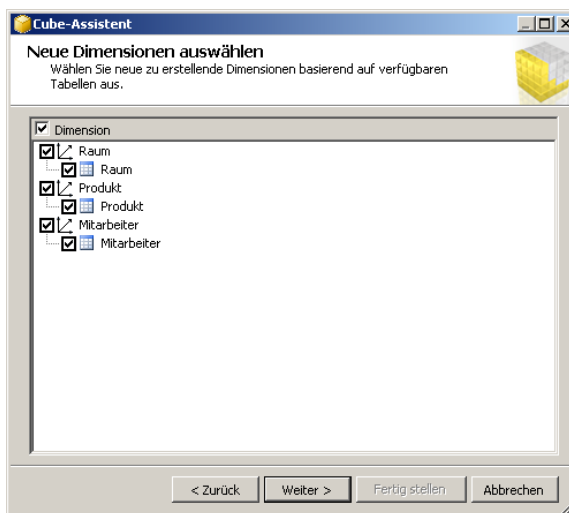 Cube-Assistent
Neue Dimensionen auswählen
Wählen Sie neue zu erstellende Dimensionen basierend auf verfügbaren
Tabellen aus.
Dimension
Raum
Raum
Produkt
Produkt
Mitarbeiter
Mitarbeiter
< Zurück Weiter > Fertig stellen Abbrechen